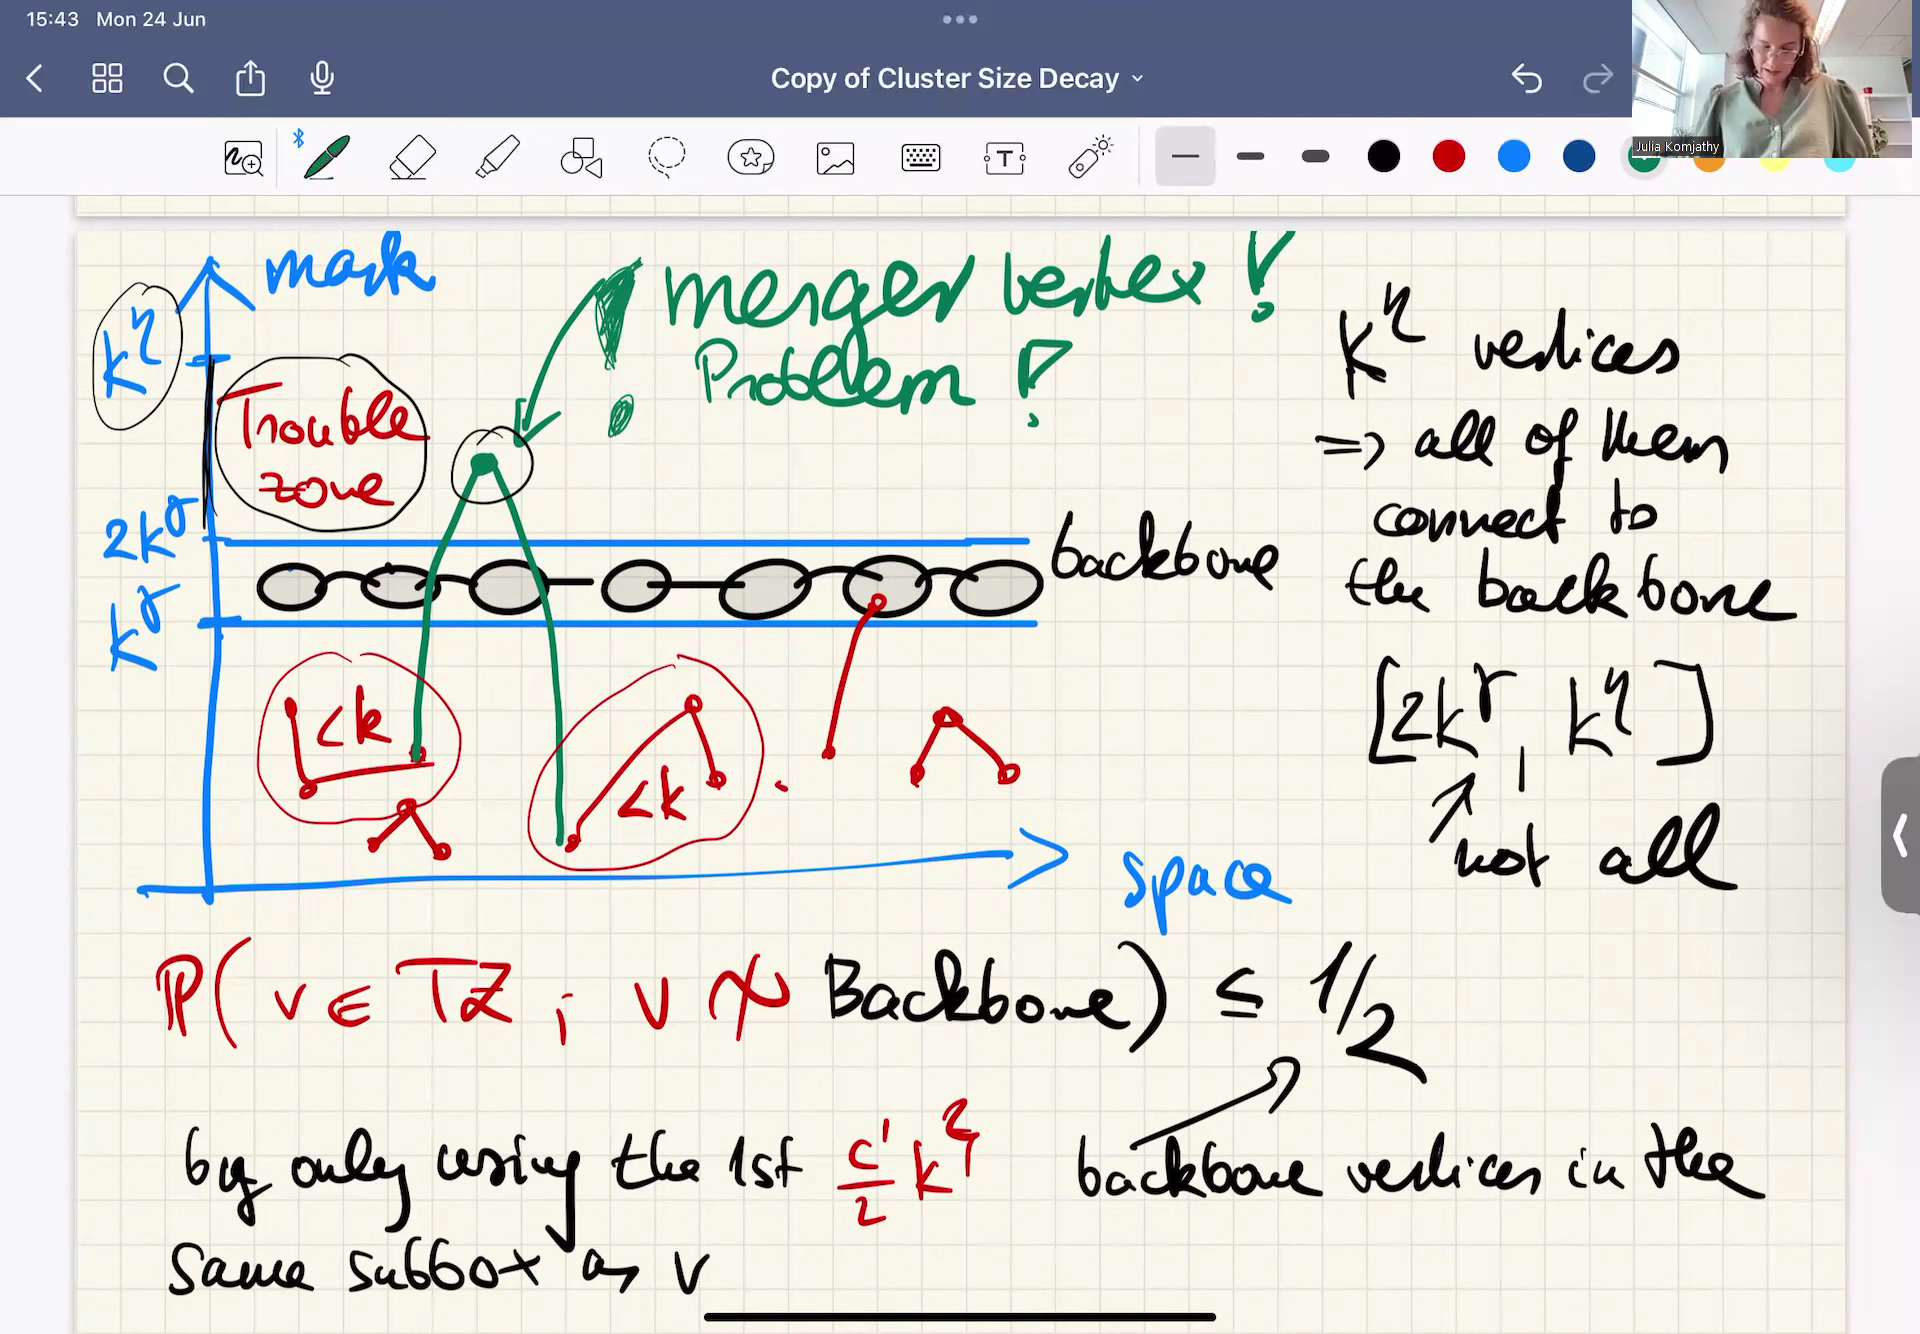 15:43 Mon 24 Jun
Copy of Cluster Size Decay
Julia Komjathy
mark
k^η
merger vertex !
Problem !
!
Trouble
zone
2k^γ
k^γ
backbone
<k
<k
space
k^η vertices
=> all of them
connect to
the backbone
[2k^γ, k^η]
not all
P( v ∈ TZ ; v ≁ Backbone) ≤ 1/2
by only using the 1st c'/2 k^ζ backbone vertices in the
same subbox as v